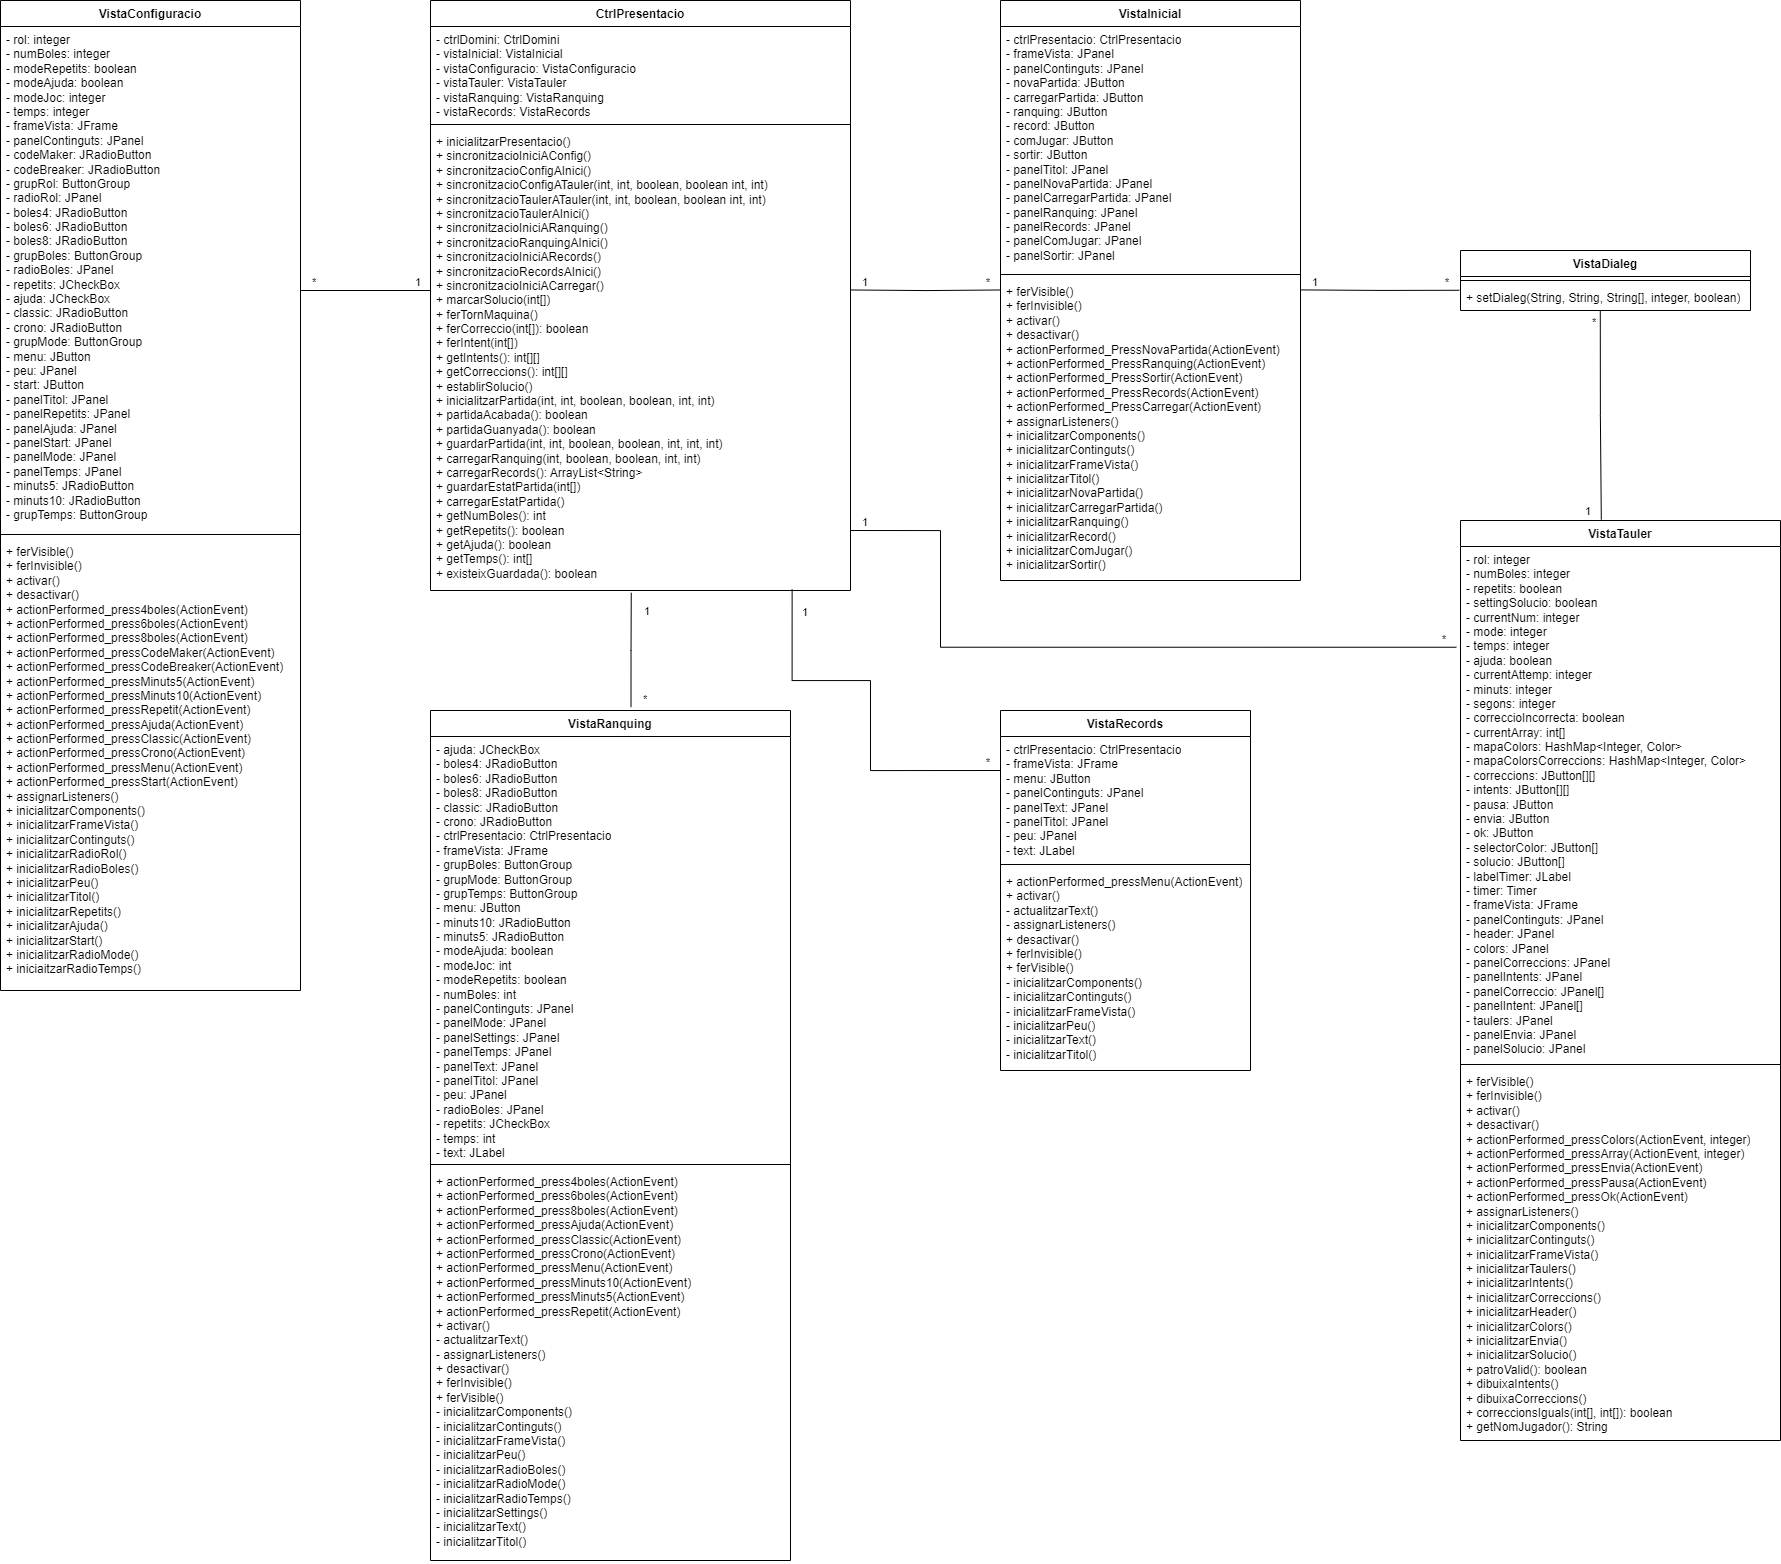 VistaConfiguracio
- rol: integer
- numBoles: integer
- modeRepetits: boolean
- modeAjuda: boolean
- modeJoc: integer
- temps: integer
- frameVista: JFrame
- panelContinguts: JPanel
- codeMaker: JRadioButton
- codeBreaker: JRadioButton
- grupRol: ButtonGroup
- radioRol: JPanel
- boles4: JRadioButton
- boles6: JRadioButton
- boles8: JRadioButton
- grupBoles: ButtonGroup
- radioBoles: JPanel
- repetits: JCheckBox
- ajuda: JCheckBox
- classic: JRadioButton
- crono: JRadioButton
- grupMode: ButtonGroup
- menu: JButton
- peu: JPanel
- start: JButton
- panelTitol: JPanel
- panelRepetits: JPanel
- panelAjuda: JPanel
- panelStart: JPanel
- panelMode: JPanel
- panelTemps: JPanel
- minuts5: JRadioButton
- minuts10: JRadioButton
- grupTemps: ButtonGroup
+ ferVisible()
+ ferInvisible()
+ activar()
+ desactivar()
+ actionPerformed_press4boles(ActionEvent)
+ actionPerformed_press6boles(ActionEvent)
+ actionPerformed_press8boles(ActionEvent)
+ actionPerformed_pressCodeMaker(ActionEvent)
+ actionPerformed_pressCodeBreaker(ActionEvent)
+ actionPerformed_pressMinuts5(ActionEvent)
+ actionPerformed_pressMinuts10(ActionEvent)
+ actionPerformed_pressRepetit(ActionEvent)
+ actionPerformed_pressAjuda(ActionEvent)
+ actionPerformed_pressClassic(ActionEvent)
+ actionPerformed_pressCrono(ActionEvent)
+ actionPerformed_pressMenu(ActionEvent)
+ actionPerformed_pressStart(ActionEvent)
+ assignarListeners()
+ inicialitzarComponents()
+ inicialitzarFrameVista()
+ inicialitzarContinguts()
+ inicialitzarRadioRol()
+ inicialitzarRadioBoles()
+ inicialitzarPeu()
+ inicialitzarTitol()
+ inicialitzarRepetits()
+ inicialitzarAjuda()
+ inicialitzarStart()
+ inicialitzarRadioMode()
+ iniciaitzarRadioTemps()
* 1
CtrlPresentacio
- ctrlDomini: CtrlDomini
- vistaInicial: VistaInicial
- vistaConfiguracio: VistaConfiguracio
- vistaTauler: VistaTauler
- vistaRanquing: VistaRanquing
- vistaRecords: VistaRecords
+ inicialitzarPresentacio()
+ sincronitzacioIniciAConfig()
+ sincronitzacioConfigAInici()
+ sincronitzacioConfigATauler(int, int, boolean, boolean int, int)
+ sincronitzacioTaulerATauler(int, int, boolean, boolean int, int)
+ sincronitzacioTaulerAInici()
+ sincronitzacioIniciARanquing()
+ sincronitzacioRanquingAInici()
+ sincronitzacioIniciARecords()
+ sincronitzacioRecordsAInici()
+ sincronitzacioIniciACarregar()
+ marcarSolucio(int[])
+ ferTornMaquina()
+ ferCorreccio(int[]): boolean
+ ferIntent(int[])
+ getIntents(): int[][]
+ getCorreccions(): int[][]
+ establirSolucio()
+ inicialitzarPartida(int, int, boolean, boolean, int, int)
+ partidaAcabada(): boolean
+ partidaGuanyada(): boolean
+ guardarPartida(int, int, boolean, boolean, int, int, int)
+ carregarRanquing(int, boolean, boolean, int, int)
+ carregarRecords(): ArrayList<String>
+ guardarEstatPartida(int[])
+ carregarEstatPartida()
+ getNumBoles(): int
+ getRepetits(): boolean
+ getAjuda(): boolean
+ getTemps(): int[]
+ existeixGuardada(): boolean
1 *
1 *
1 *
1 *
VistaInicial
- ctrlPresentacio: CtrlPresentacio
- frameVista: JPanel
- panelContinguts: JPanel
- novaPartida: JButton
- carregarPartida: JButton
- ranquing: JButton
- record: JButton
- comJugar: JButton
- sortir: JButton
- panelTitol: JPanel
- panelNovaPartida: JPanel
- panelCarregarPartida: JPanel
- panelRanquing: JPanel
- panelRecords: JPanel
- panelComJugar: JPanel
- panelSortir: JPanel
+ ferVisible()
+ ferInvisible()
+ activar()
+ desactivar()
+ actionPerformed_PressNovaPartida(ActionEvent)
+ actionPerformed_PressRanquing(ActionEvent)
+ actionPerformed_PressSortir(ActionEvent)
+ actionPerformed_PressRecords(ActionEvent)
+ actionPerformed_PressCarregar(ActionEvent)
+ assignarListeners()
+ inicialitzarComponents()
+ inicialitzarContinguts()
+ inicialitzarFrameVista()
+ inicialitzarTitol()
+ inicialitzarNovaPartida()
+ inicialitzarCarregarPartida()
+ inicialitzarRanquing()
+ inicialitzarRecord()
+ inicialitzarComJugar()
+ inicialitzarSortir()
1 *
VistaDialeg
+ setDialeg(String, String, String[], integer, boolean)
*
1
VistaRanquing
- ajuda: JCheckBox
- boles4: JRadioButton
- boles6: JRadioButton
- boles8: JRadioButton
- classic: JRadioButton
- crono: JRadioButton
- ctrlPresentacio: CtrlPresentacio
- frameVista: JFrame
- grupBoles: ButtonGroup
- grupMode: ButtonGroup
- grupTemps: ButtonGroup
- menu: JButton
- minuts10: JRadioButton
- minuts5: JRadioButton
- modeAjuda: boolean
- modeJoc: int
- modeRepetits: boolean
- numBoles: int
- panelContinguts: JPanel
- panelMode: JPanel
- panelSettings: JPanel
- panelTemps: JPanel
- panelText: JPanel
- panelTitol: JPanel
- peu: JPanel
- radioBoles: JPanel
- repetits: JCheckBox
- temps: int
- text: JLabel
+ actionPerformed_press4boles(ActionEvent)
+ actionPerformed_press6boles(ActionEvent)
+ actionPerformed_press8boles(ActionEvent)
+ actionPerformed_pressAjuda(ActionEvent)
+ actionPerformed_pressClassic(ActionEvent)
+ actionPerformed_pressCrono(ActionEvent)
+ actionPerformed_pressMenu(ActionEvent)
+ actionPerformed_pressMinuts10(ActionEvent)
+ actionPerformed_pressMinuts5(ActionEvent)
+ actionPerformed_pressRepetit(ActionEvent)
+ activar()
- actualitzarText()
- assignarListeners()
+ desactivar()
+ ferInvisible()
+ ferVisible()
- inicialitzarComponents()
- inicialitzarContinguts()
- inicialitzarFrameVista()
- inicialitzarPeu()
- inicialitzarRadioBoles()
- inicialitzarRadioMode()
- inicialitzarRadioTemps()
- inicialitzarSettings()
- inicialitzarText()
- inicialitzarTitol()
VistaRecords
- ctrlPresentacio: CtrlPresentacio
- frameVista: JFrame
- menu: JButton
- panelContinguts: JPanel
- panelText: JPanel
- panelTitol: JPanel
- peu: JPanel
- text: JLabel
+ actionPerformed_pressMenu(ActionEvent)
+ activar()
- actualitzarText()
- assignarListeners()
+ desactivar()
+ ferInvisible()
+ ferVisible()
- inicialitzarComponents()
- inicialitzarContinguts()
- inicialitzarFrameVista()
- inicialitzarPeu()
- inicialitzarText()
- inicialitzarTitol()
VistaTauler
- rol: integer
- numBoles: integer
- repetits: boolean
- settingSolucio: boolean
- currentNum: integer
- mode: integer
- temps: integer
- ajuda: boolean
- currentAttemp: integer
- minuts: integer
- segons: integer
- correccioIncorrecta: boolean
- currentArray: int[]
- mapaColors: HashMap<Integer, Color>
- mapaColorsCorreccions: HashMap<Integer, Color>
- correccions: JButton[][]
- intents: JButton[][]
- pausa: JButton
- envia: JButton
- ok: JButton
- selectorColor: JButton[]
- solucio: JButton[]
- labelTimer: JLabel
- timer: Timer
- frameVista: JFrame
- panelContinguts: JPanel
- header: JPanel
- colors: JPanel
- panelCorreccions: JPanel
- panelIntents: JPanel
- panelCorreccio: JPanel[]
- panelIntent: JPanel[]
- taulers: JPanel
- panelEnvia: JPanel
- panelSolucio: JPanel
+ ferVisible()
+ ferInvisible()
+ activar()
+ desactivar()
+ actionPerformed_pressColors(ActionEvent, integer)
+ actionPerformed_pressArray(ActionEvent, integer)
+ actionPerformed_pressEnvia(ActionEvent)
+ actionPerformed_pressPausa(ActionEvent)
+ actionPerformed_pressOk(ActionEvent)
+ assignarListeners()
+ inicialitzarComponents()
+ inicialitzarContinguts()
+ inicialitzarFrameVista()
+ inicialitzarTaulers()
+ inicialitzarIntents()
+ inicialitzarCorreccions()
+ inicialitzarHeader()
+ inicialitzarColors()
+ inicialitzarEnvia()
+ inicialitzarSolucio()
+ patroValid(): boolean
+ dibuixaIntents()
+ dibuixaCorreccions()
+ correccionsIguals(int[], int[]): boolean
+ getNomJugador(): String